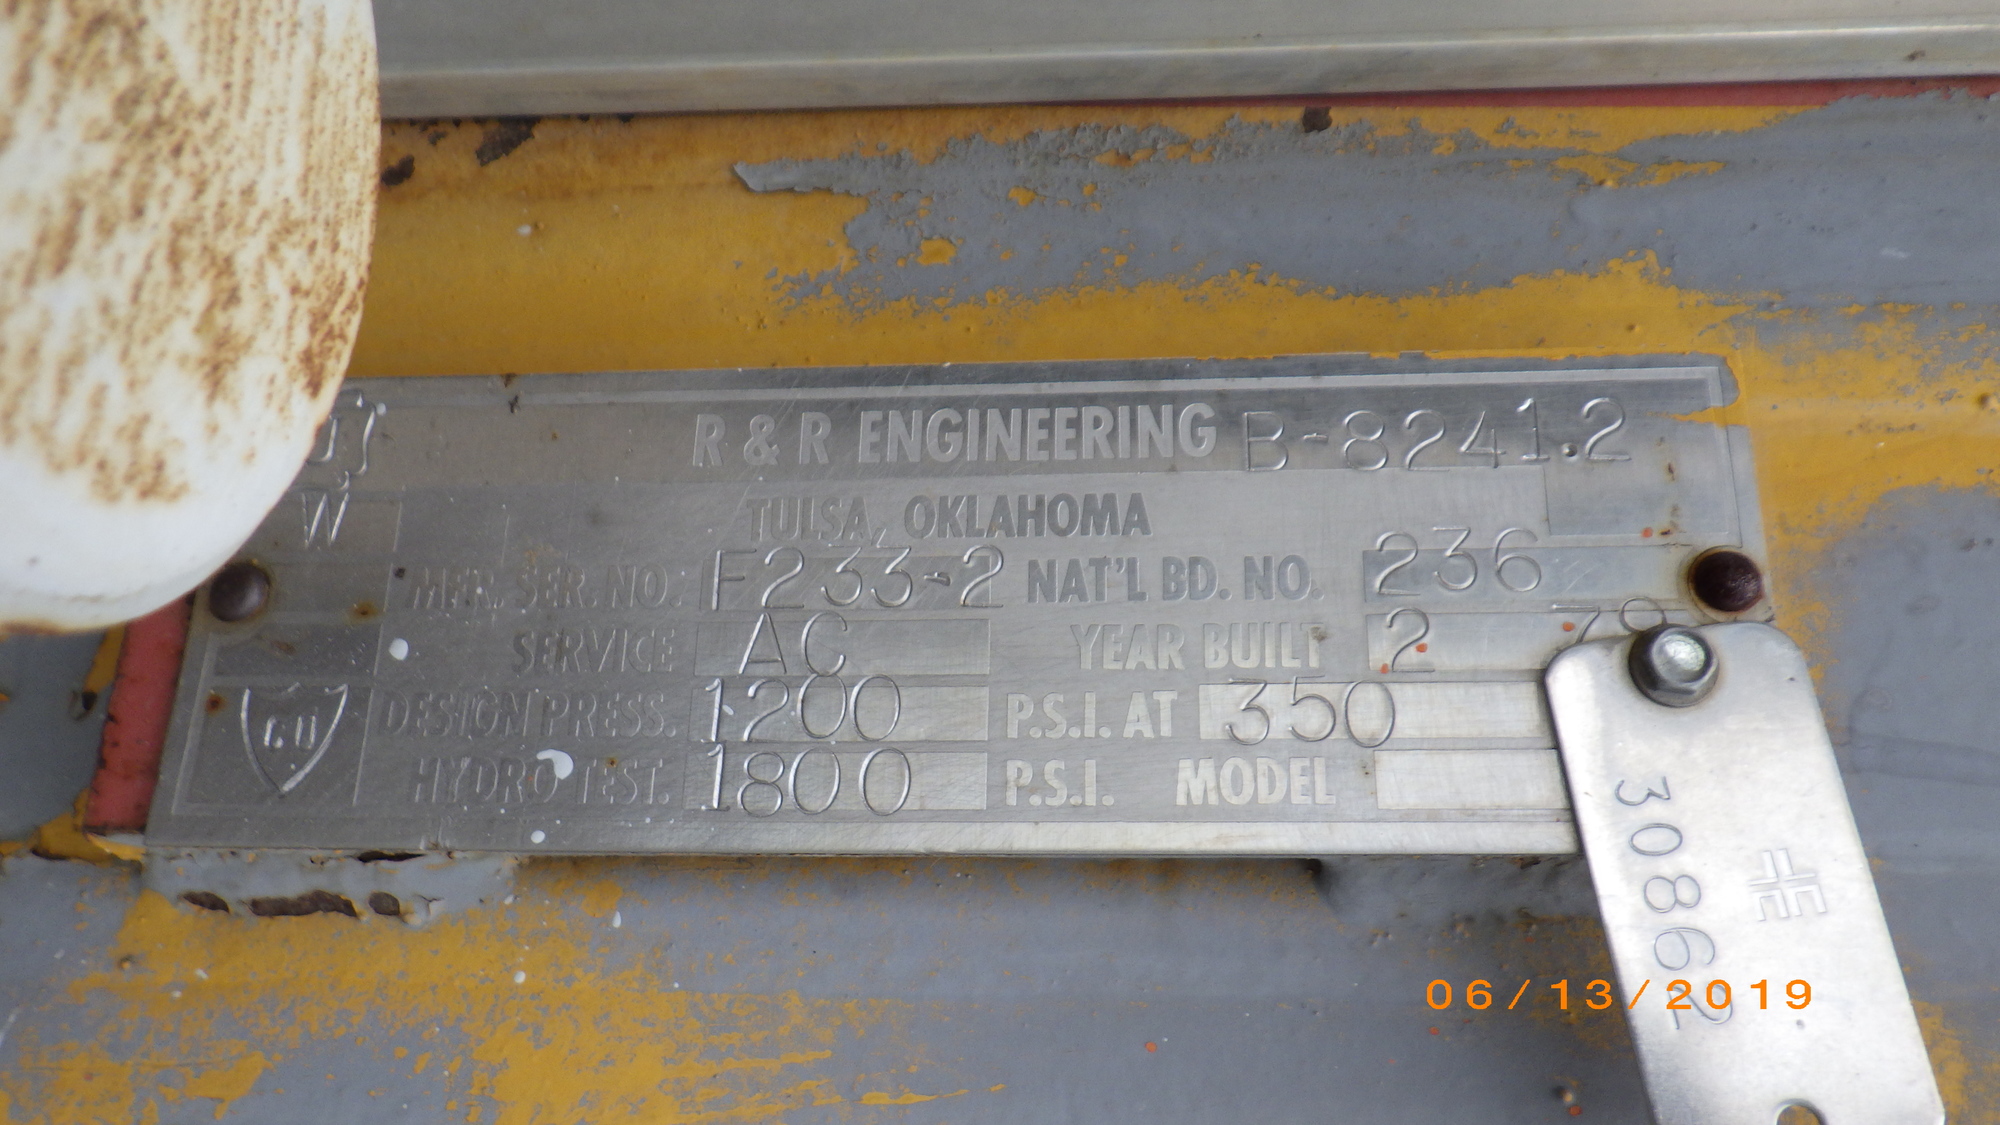 R & R ENGINEERING B-8241.2
U
W
TULSA, OKLAHOMA
MFR. SER. NO. F233-2 NAT'L BD. NO. 236
SERVICE AC YEAR BUILT 2 79
DESIGN PRESS. 1200 P.S.I. AT 350
HYDRO TEST. 1800 P.S.I. MODEL
30862
06/13/2019